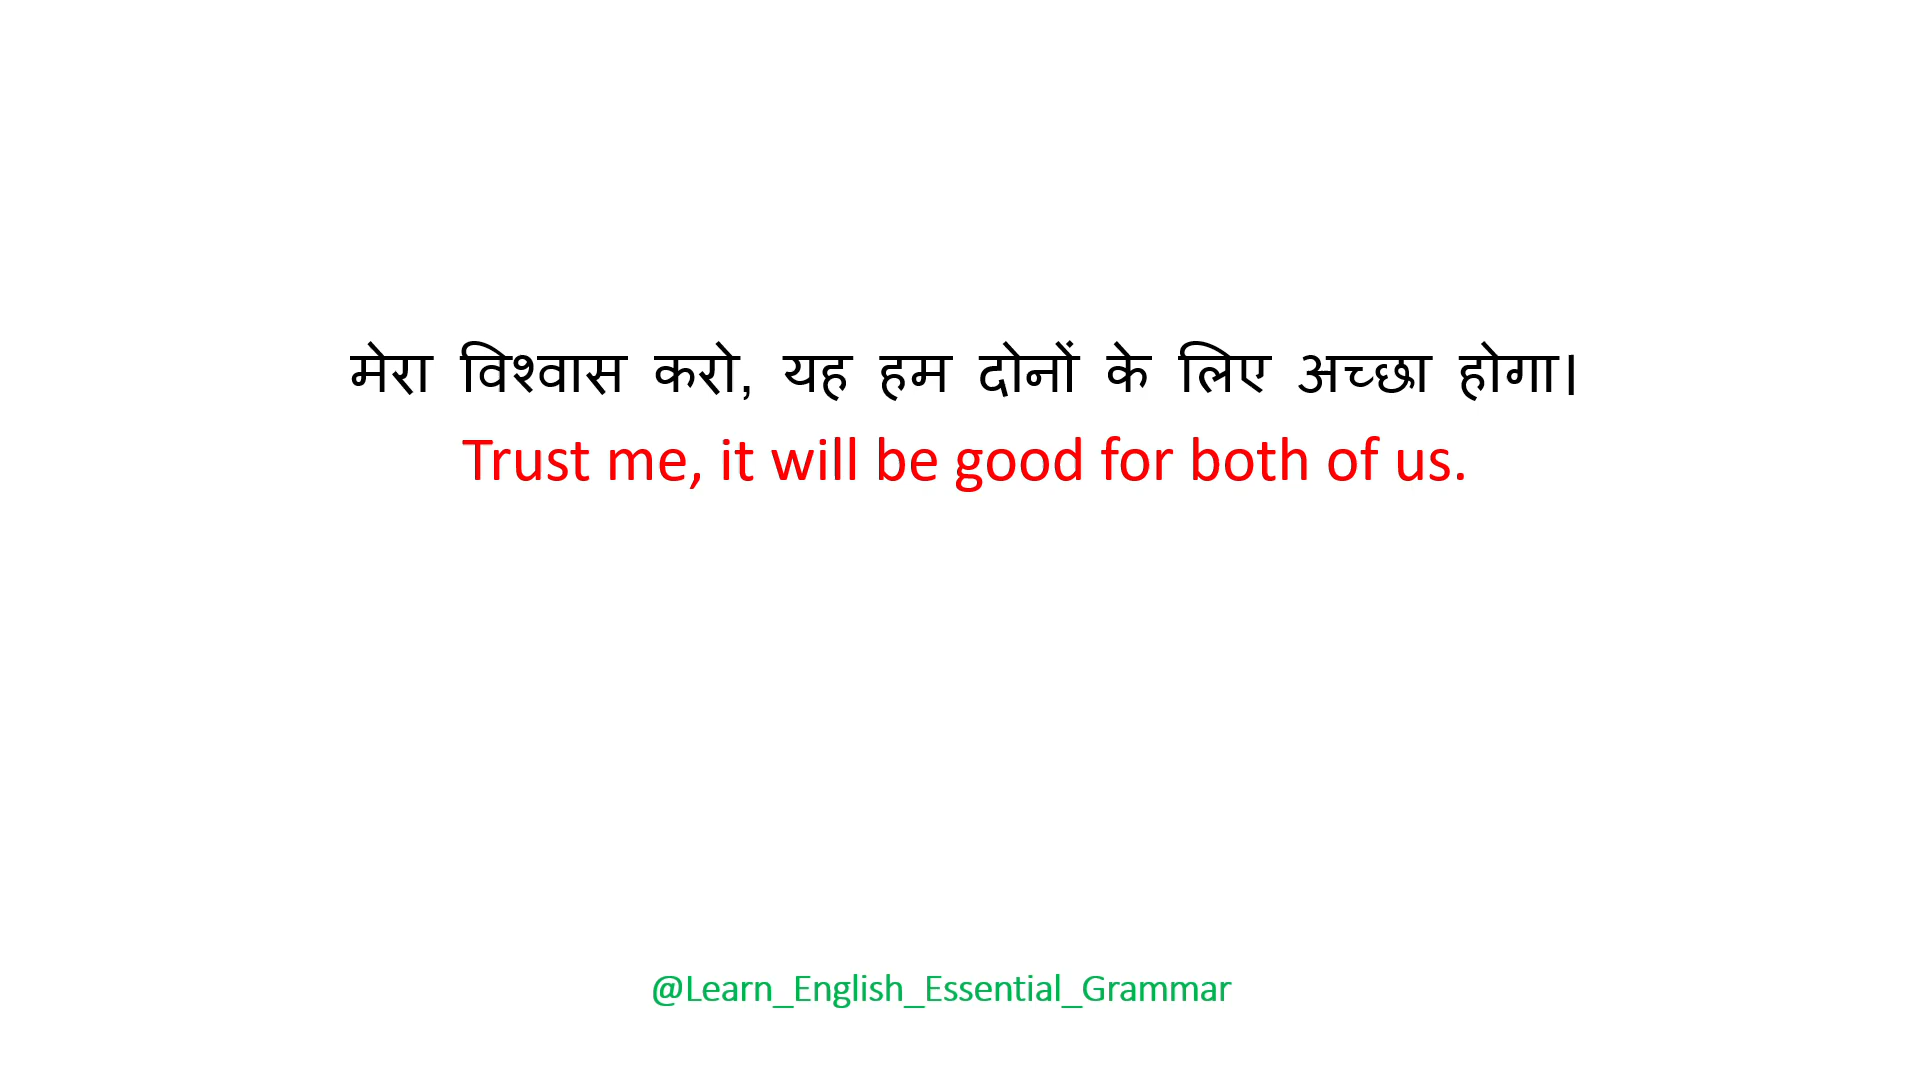 मेरा विश्वास करो, यह हम दोनों के लिए अच्छा होगा।
Trust me, it will be good for both of us.
@Learn_English_Essential_Grammar